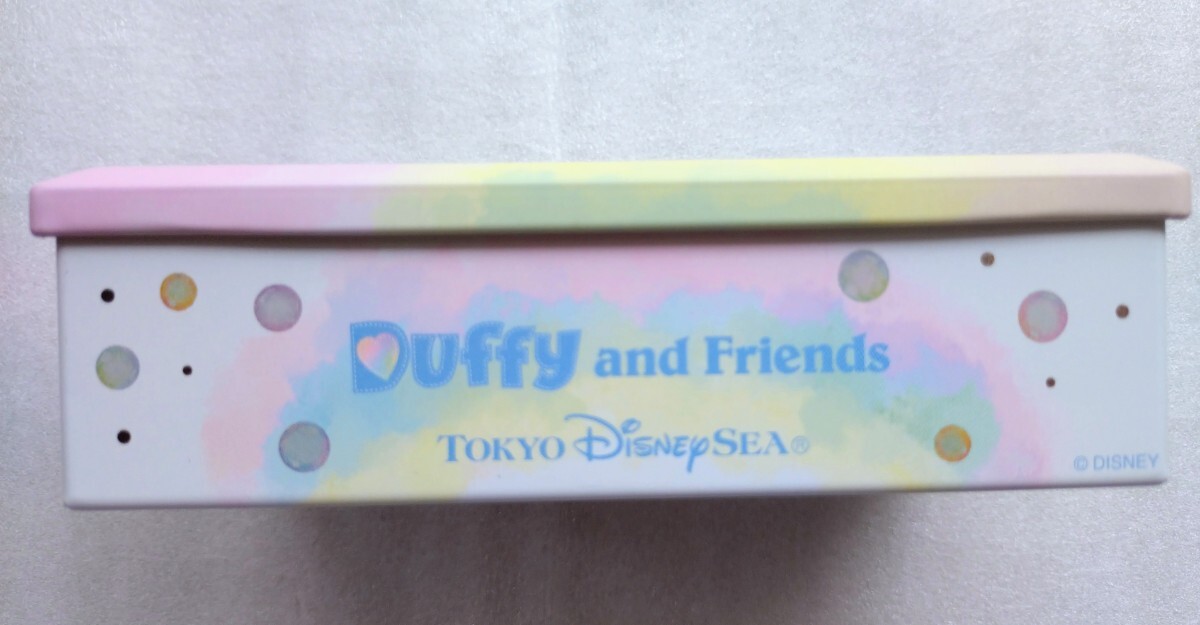 Duffy and Friends
TOKYO DISNEYSEA®
© DISNEY